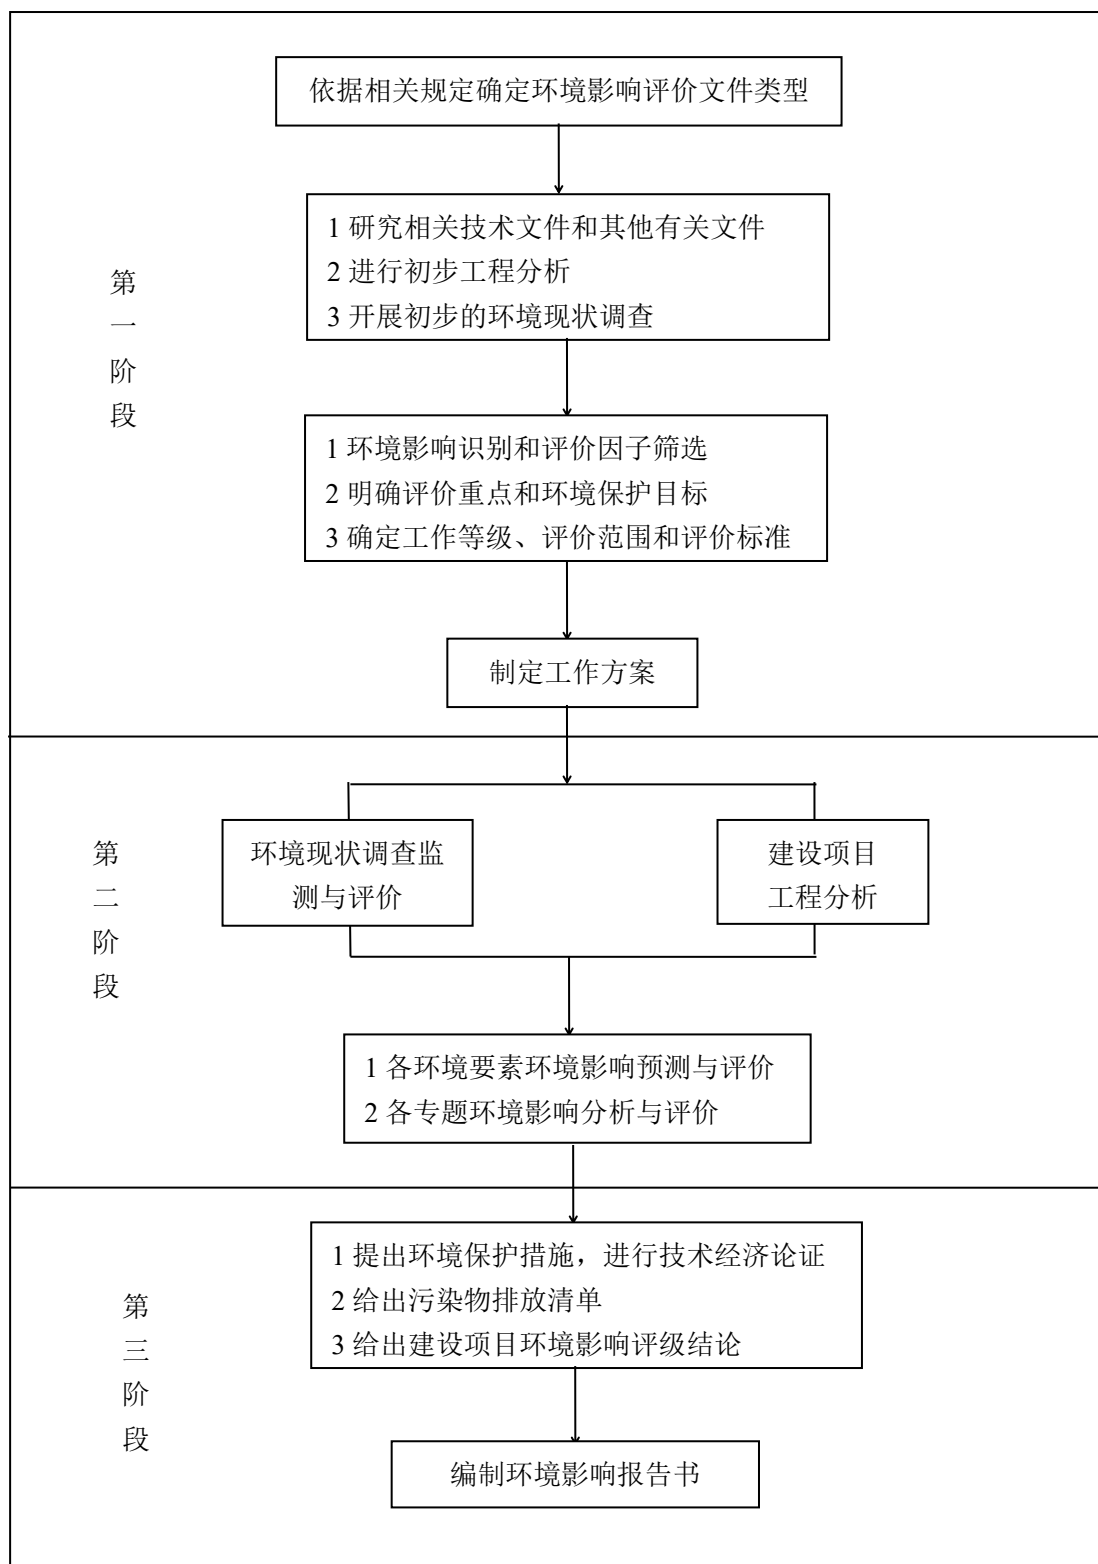 依据相关规定确定环境影响评价文件类型
1 研究相关技术文件和其他有关文件
2 进行初步工程分析
3 开展初步的环境现状调查
第
一
阶
段
1 环境影响识别和评价因子筛选
2 明确评价重点和环境保护目标
3 确定工作等级、评价范围和评价标准
制定工作方案
第
二
阶
段
环境现状调查监
测与评价
建设项目
工程分析
1 各环境要素环境影响预测与评价
2 各专题环境影响分析与评价
第
三
阶
段
1 提出环境保护措施，进行技术经济论证
2 给出污染物排放清单
3 给出建设项目环境影响评级结论
编制环境影响报告书